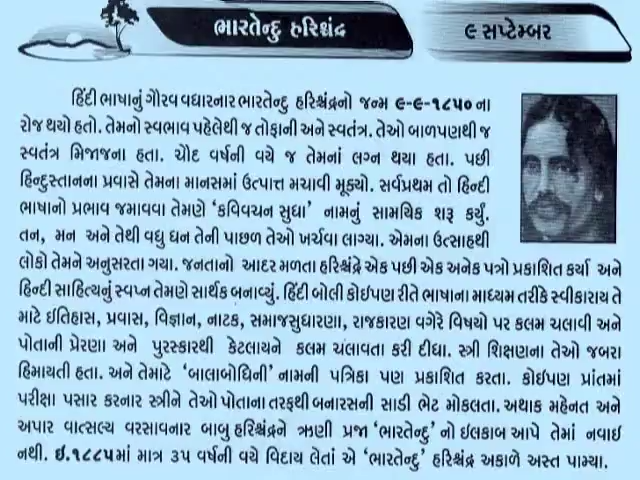 ભારતેન્દુ હરિશ્ચંદ્ર
૯ સપ્ટેમ્બર
હિંદી ભાષાનું ગૌરવ વધારનાર ભારતેન્દુ હરિશ્ચંદ્રનો જન્મ ૯-૯-૧૮૫૦ ના
રોજ થયો હતો. તેમનો સ્વભાવ પહેલેથી જ તોફાની અને સ્વતંત્ર. તેઓ બાળપણથી જ
સ્વતંત્ર મિજાજના હતા. ચૌદ વર્ષની વયે જ તેમનાં લગ્ન થયા હતા. પછી
હિન્દુસ્તાનના પ્રવાસે તેમના માનસમાં ઉત્પાત્ત મચાવી મૂક્યો. સર્વપ્રથમ તો હિન્દી
ભાષાનો પ્રભાવ જમાવવા તેમણે ‘કવિવચન સુધા’ નામનું સામચિક શરૂ કર્યું.
તન, મન અને તેથી વધુ ધન તેની પાછળ તેઓ ખર્ચવા લાગ્યા. એમના ઉત્સાહથી
લોકો તેમને અનુસરતા ગયા. જનતાનો આદર મળતા હરિશ્ચંદ્રે એક પછી એક અનેક પત્રો પ્રકાશિત કર્યા અને
હિન્દી સાહિત્યનું સ્વપ્ન તેમણે સાર્થક બનાવ્યું. હિંદી બોલી કોઈપણ રીતે ભાષાના માધ્યમ તરીકે સ્વીકારાય તે
માટે ઈતિહાસ, પ્રવાસ, વિજ્ઞાન, નાટક, સમાજસુધારણા, રાજકારણ વગેરે વિષયો પર કલમ ચલાવી અને
પોતાની પ્રેરણા અને પુરસ્કારથી કેટલાયને કલમ ચલાવતા કરી દીધા. સ્ત્રી શિક્ષણના તેઓ જબરા
હિમાયતી હતા. અને તેમાટે ‘બાલાબોધિની’ નામની પત્રિકા પણ પ્રકાશિત કરતા. કોઈપણ પ્રાંતમાં
પરીક્ષા પસાર કરનાર સ્ત્રીને તેઓ પોતાના તરફથી બનારસની સાડી ભેટ મોકલતા. અથાક મહેનત અને
અપાર વાત્સલ્ય વરસાવનાર બાબુ હરિશ્ચંદ્રને ઋણી પ્રજા ‘ભારતેન્દુ’ નો ઈલકાબ આપે તેમાં નવાઈ
નથી. ઈ.૧૮૮૫માં માત્ર ૩૫ વર્ષની વયે વિદાય લેતાં એ ‘ભારતેન્દુ’ હરિશ્ચંદ્ર અકાળે અસ્ત પામ્યા.